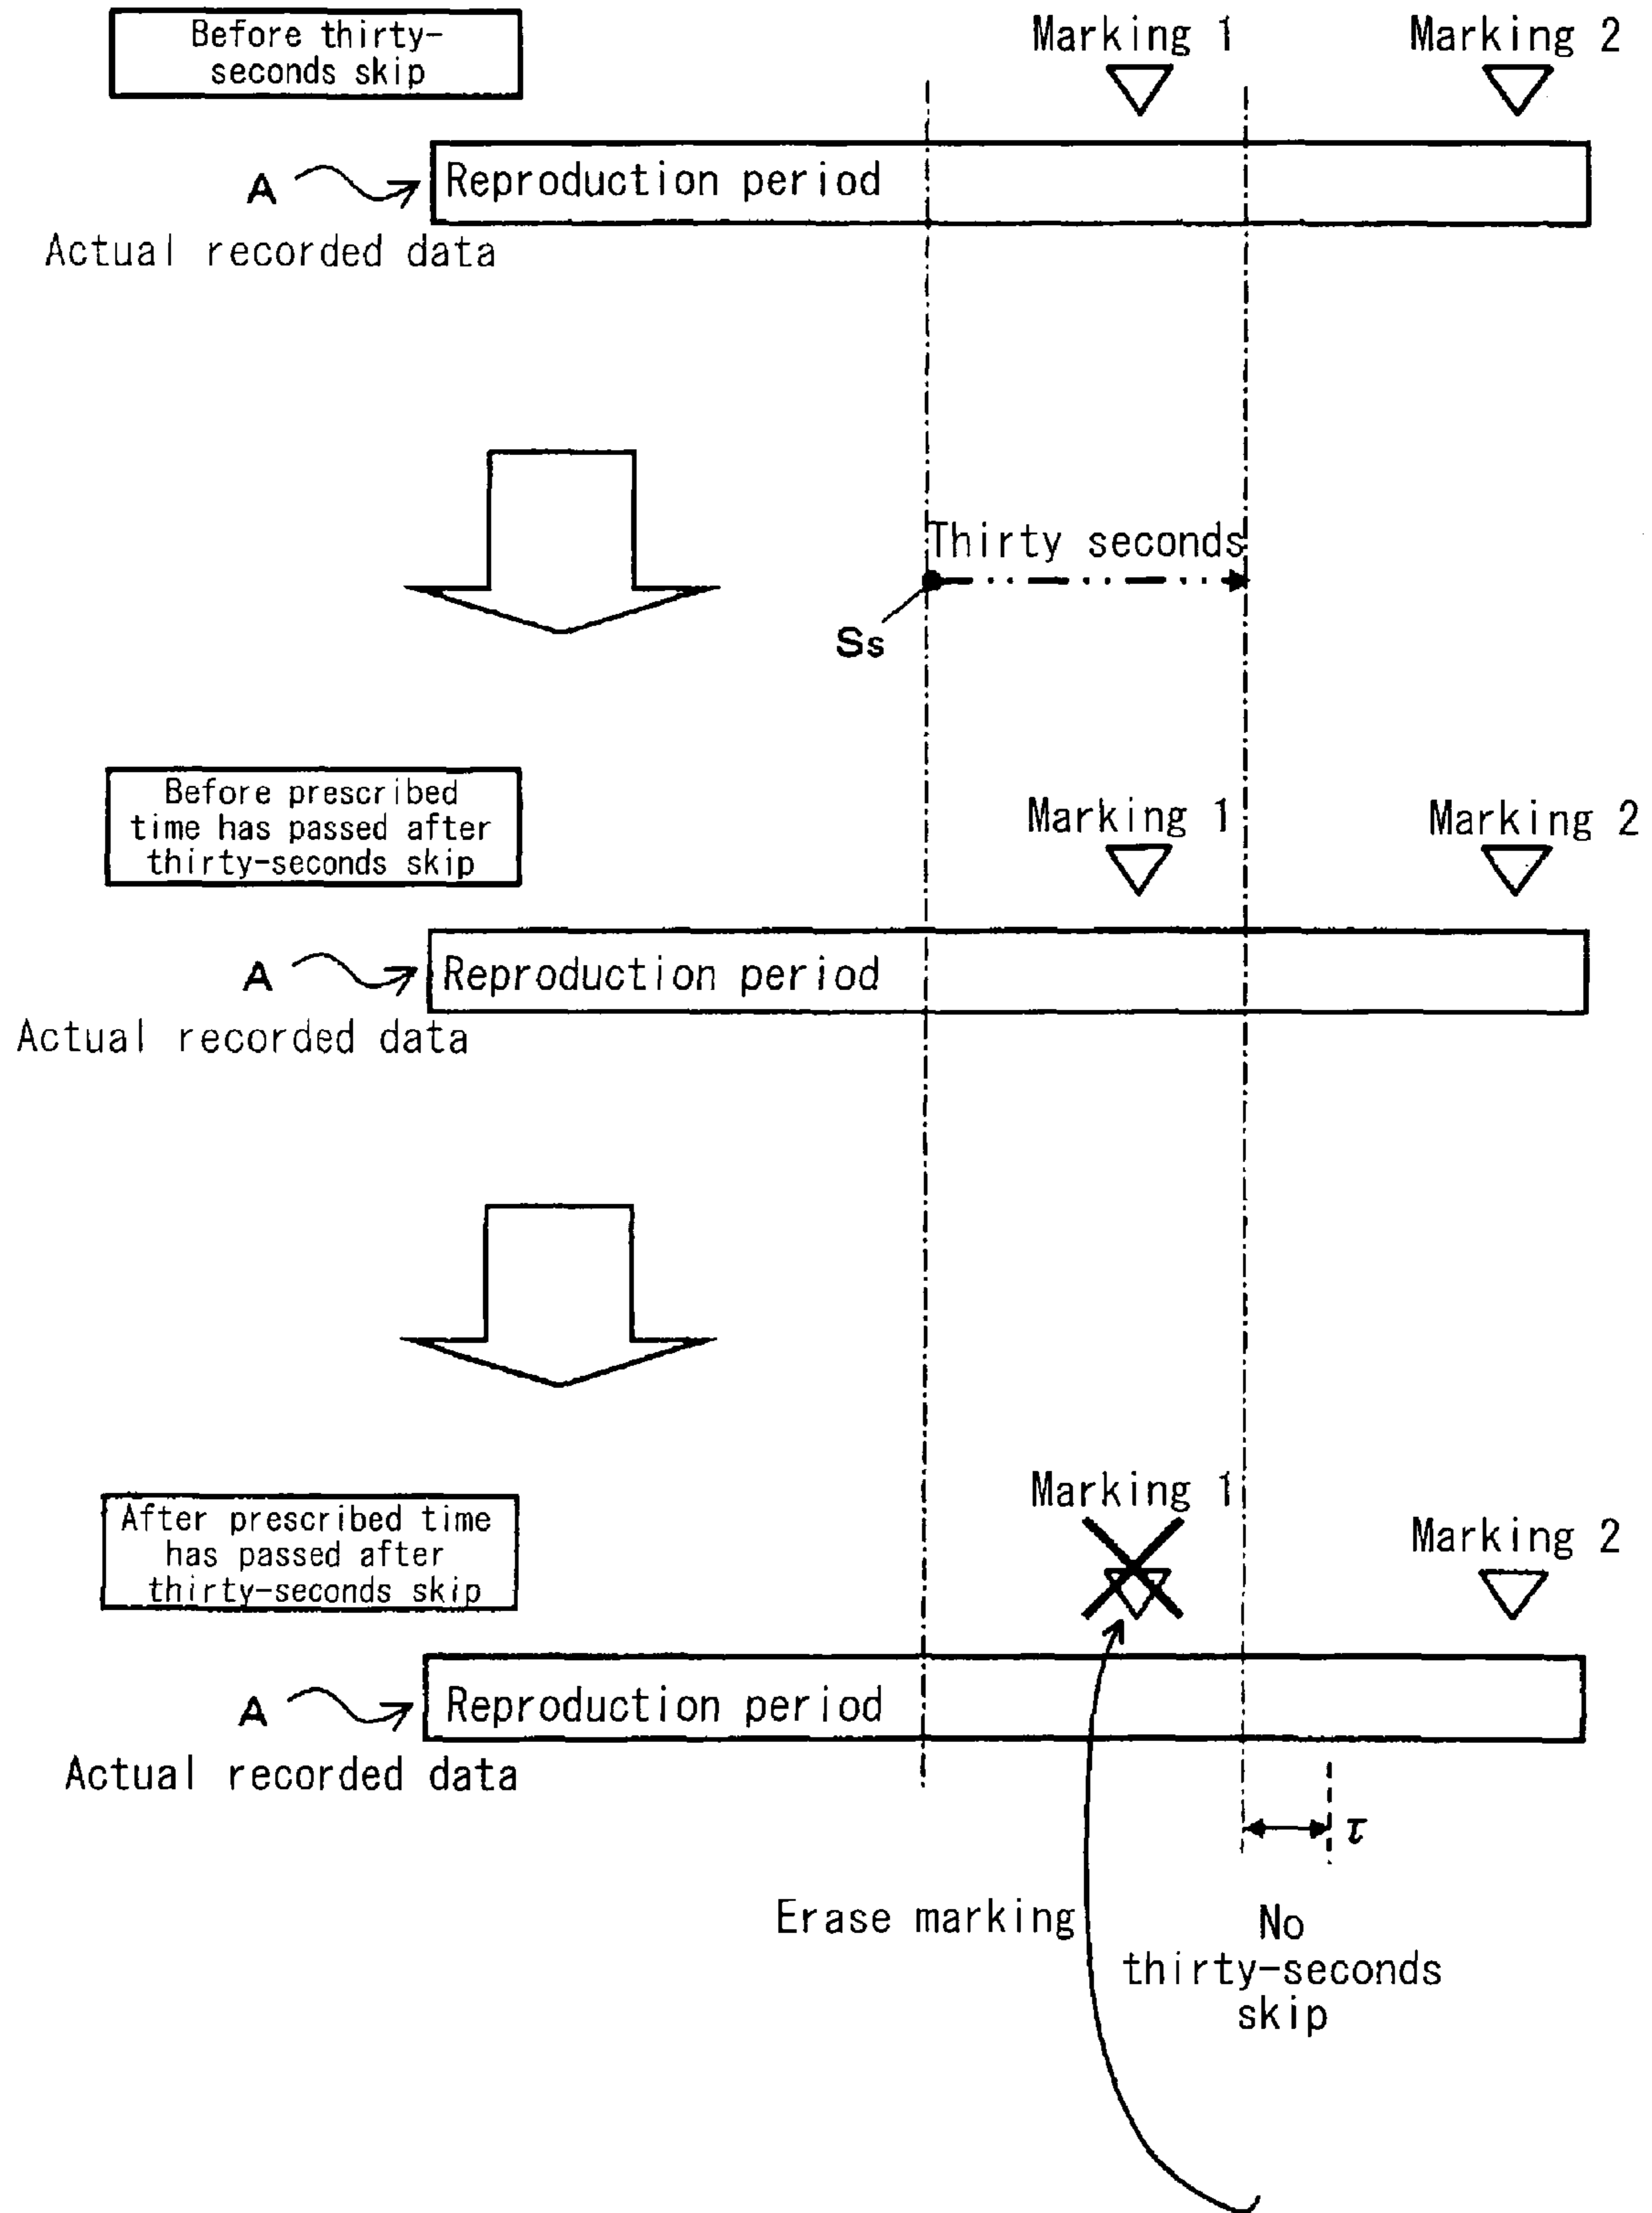 Before thirty-
seconds skip
Marking 1
Marking 2
A
Reproduction period
Actual recorded data
Thirty seconds
Ss
Before prescribed
time has passed after
thirty-seconds skip
Marking 1
Marking 2
A
Reproduction period
Actual recorded data
After prescribed time
has passed after
thirty-seconds skip
Marking 1
Marking 2
A
Reproduction period
Actual recorded data
τ
Erase marking
No
thirty-seconds
skip